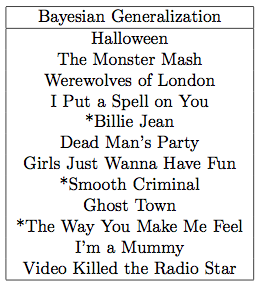 Bayesian Generalization
Halloween
The Monster Mash
Werewolves of London
I Put a Spell on You
*Billie Jean
Dead Man's Party
Girls Just Wanna Have Fun
*Smooth Criminal
Ghost Town
*The Way You Make Me Feel
I'm a Mummy
Video Killed the Radio Star